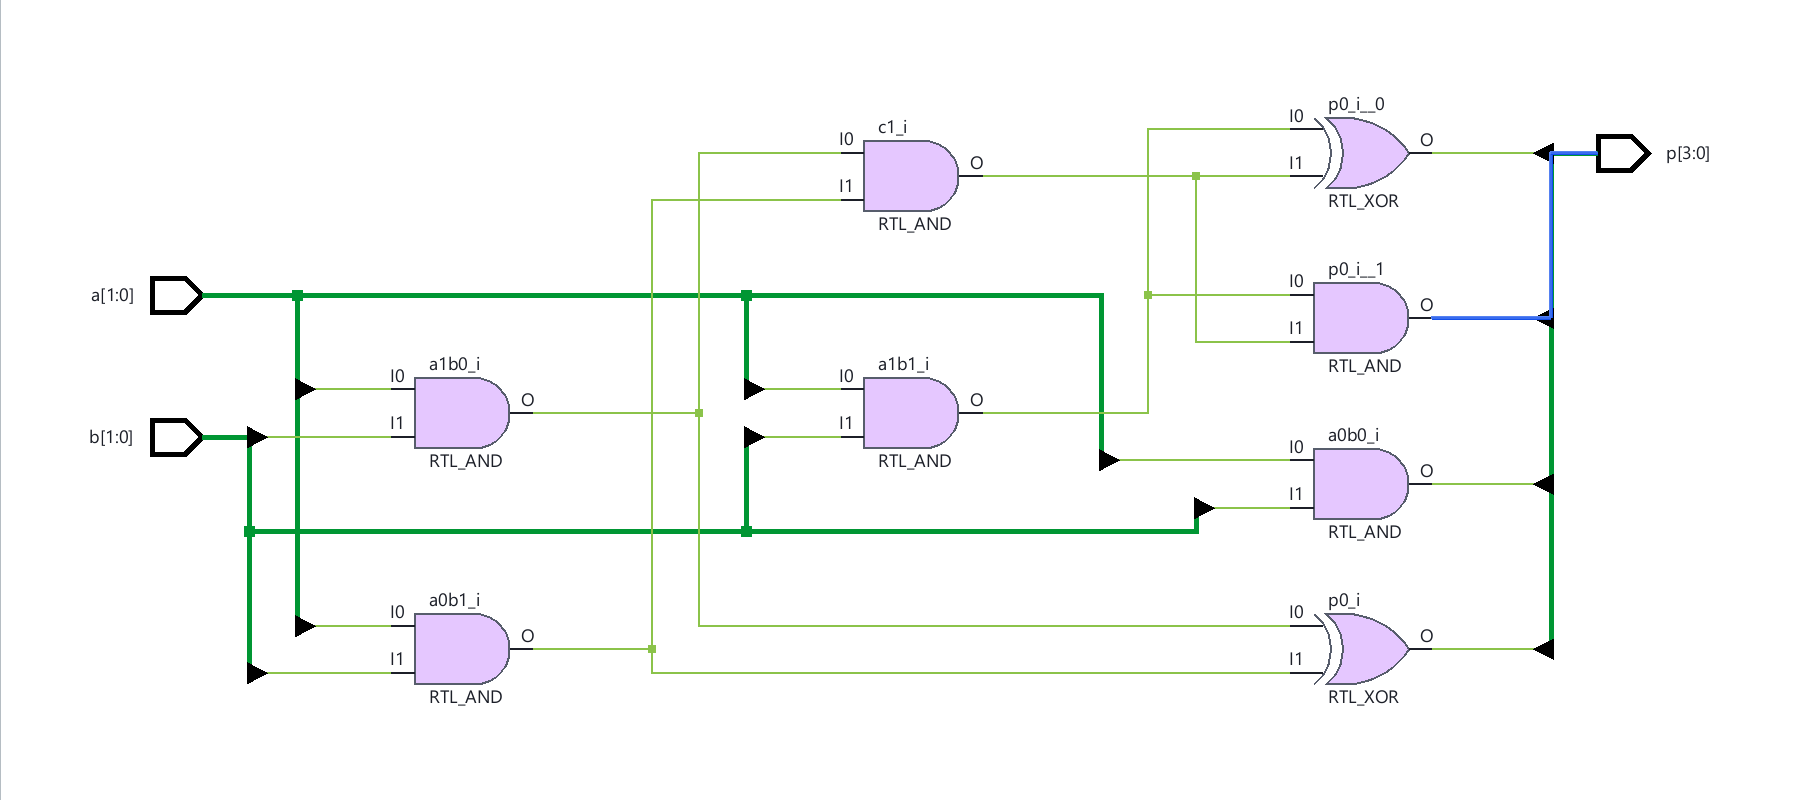 p0_i__0
I0
I1
O
RTL_XOR
p[3:0]
c1_i
I0
I1
O
RTL_AND
p0_i__1
I0
I1
O
RTL_AND
a[1:0]
a1b0_i
I0
I1
O
RTL_AND
a1b1_i
I0
I1
O
RTL_AND
b[1:0]
a0b0_i
I0
I1
O
RTL_AND
a0b1_i
I0
I1
O
RTL_AND
p0_i
I0
I1
O
RTL_XOR